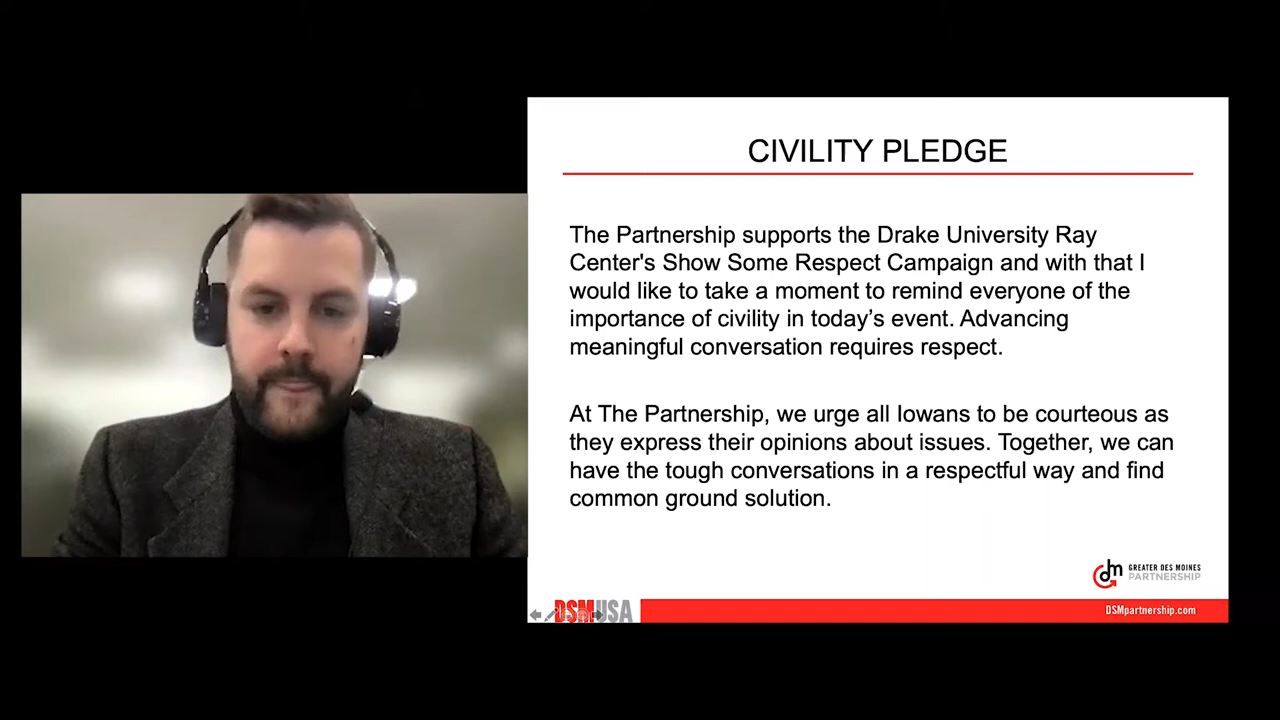 CIVILITY PLEDGE
The Partnership supports the Drake University Ray
Center's Show Some Respect Campaign and with that I
would like to take a moment to remind everyone of the
importance of civility in today’s event. Advancing
meaningful conversation requires respect.
At The Partnership, we urge all Iowans to be courteous as
they express their opinions about issues. Together, we can
have the tough conversations in a respectful way and find
common ground solution.
dm
GREATER DES MOINES
PARTNERSHIP
DSMUSA
DSMpartnership.com